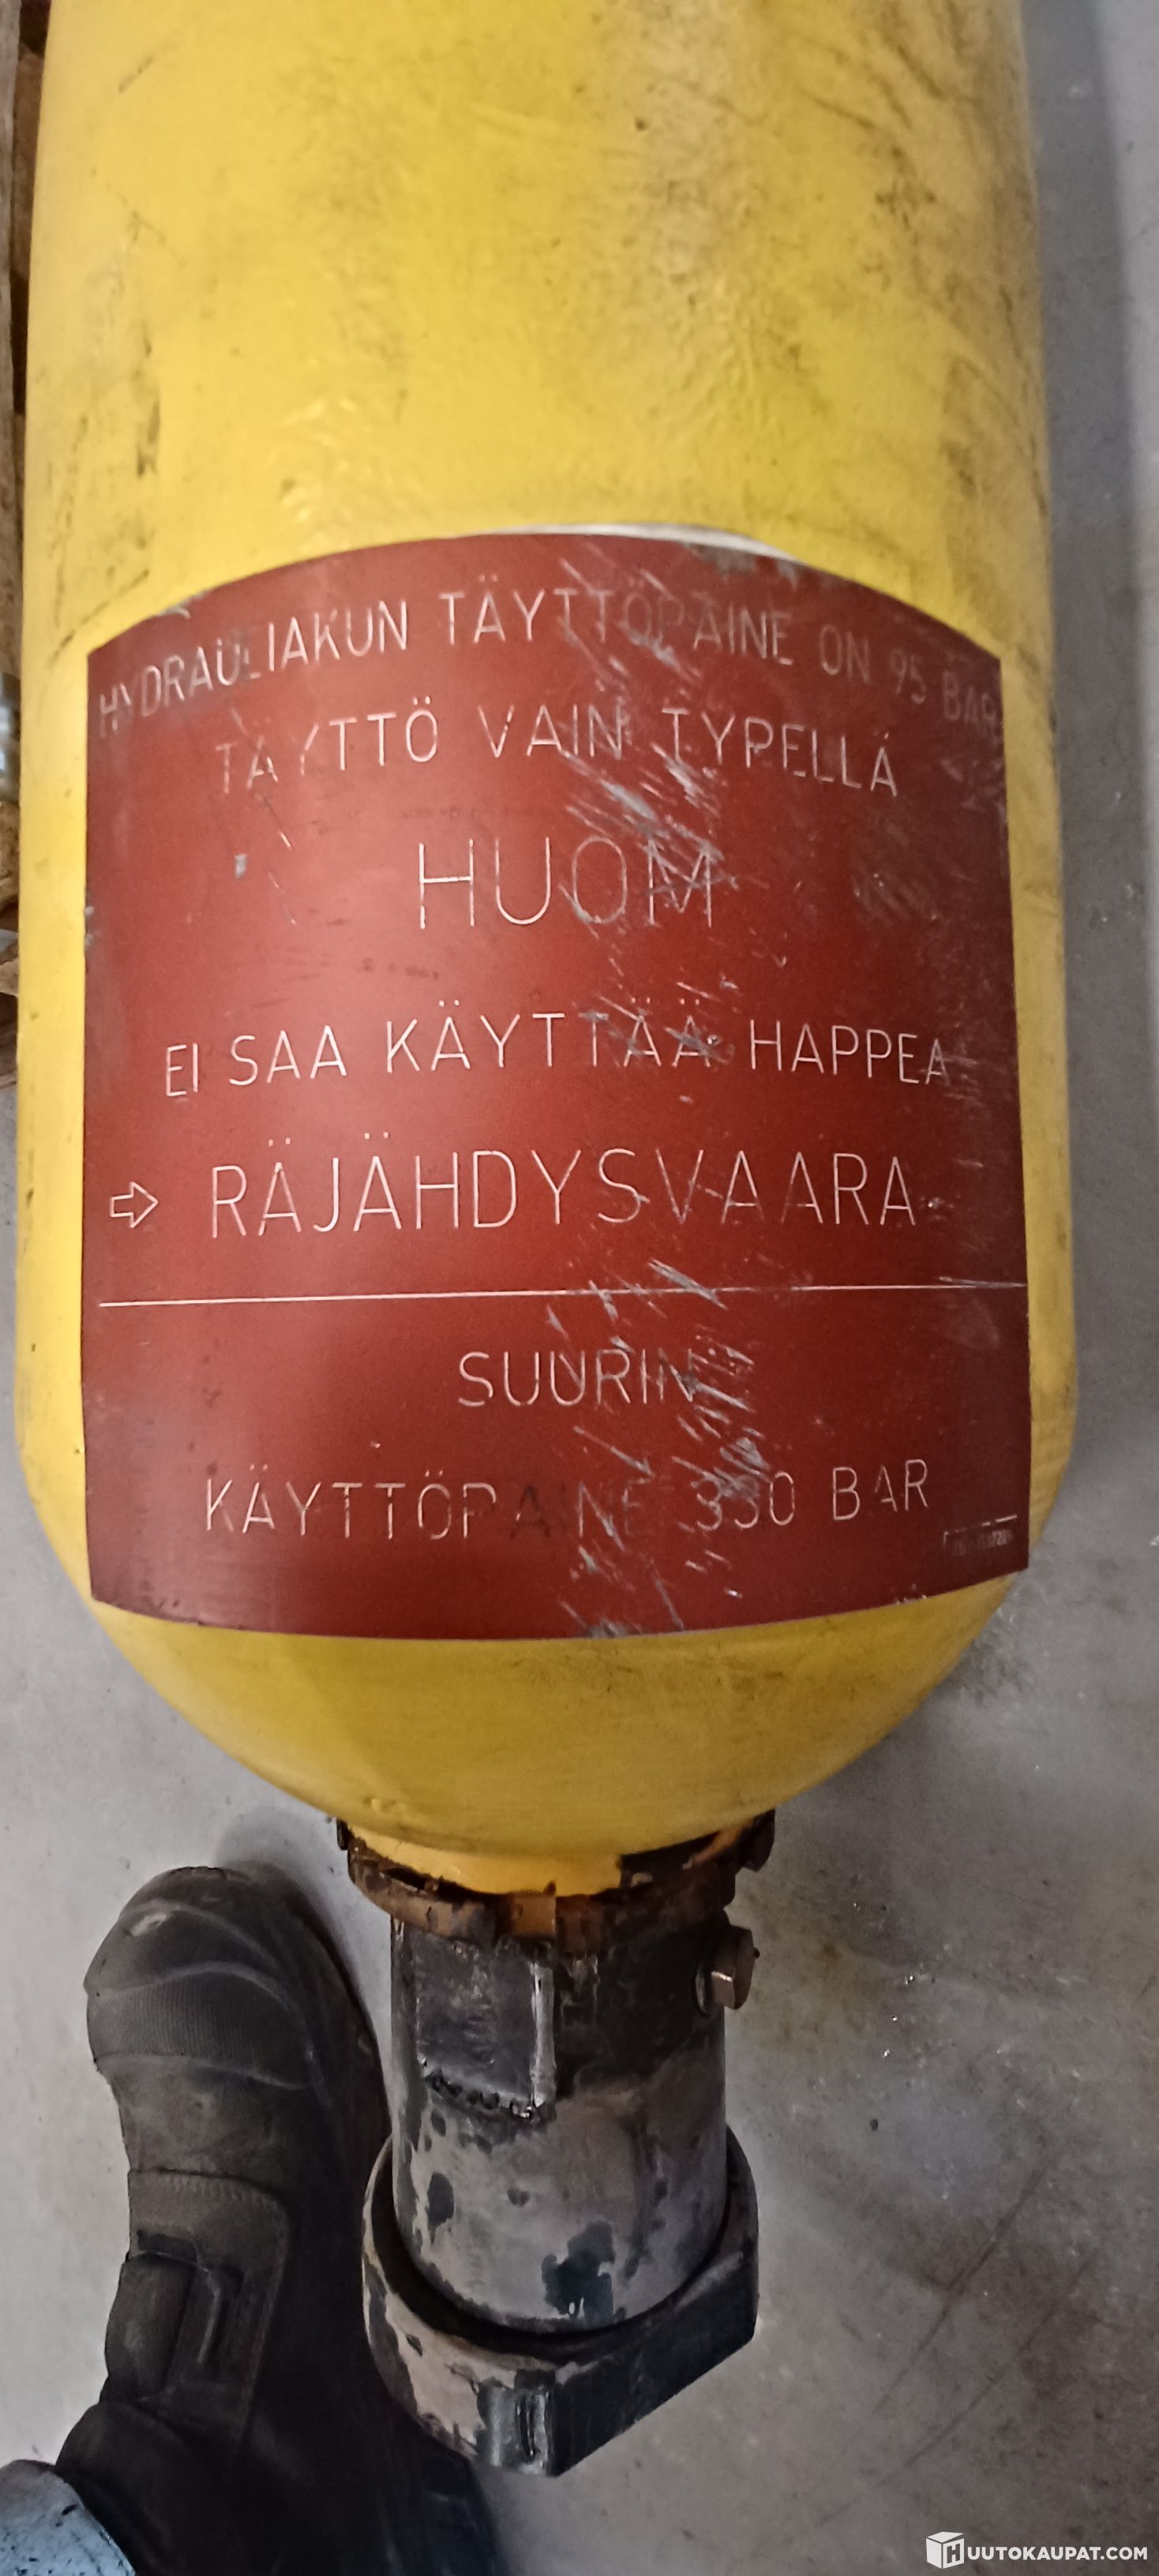 HYDRAULIAKUN TÄYTTÖPAINE ON 95 BAR
TÄYTTÖ VAIN TYPELLÄ
HUOM
EI SAA KÄYTTÄÄ HAPPEA
⇨ RÄJÄHDYSVAARA
SUURIN
KÄYTTÖPAINE 330 BAR
HUUTOKAUPAT.COM